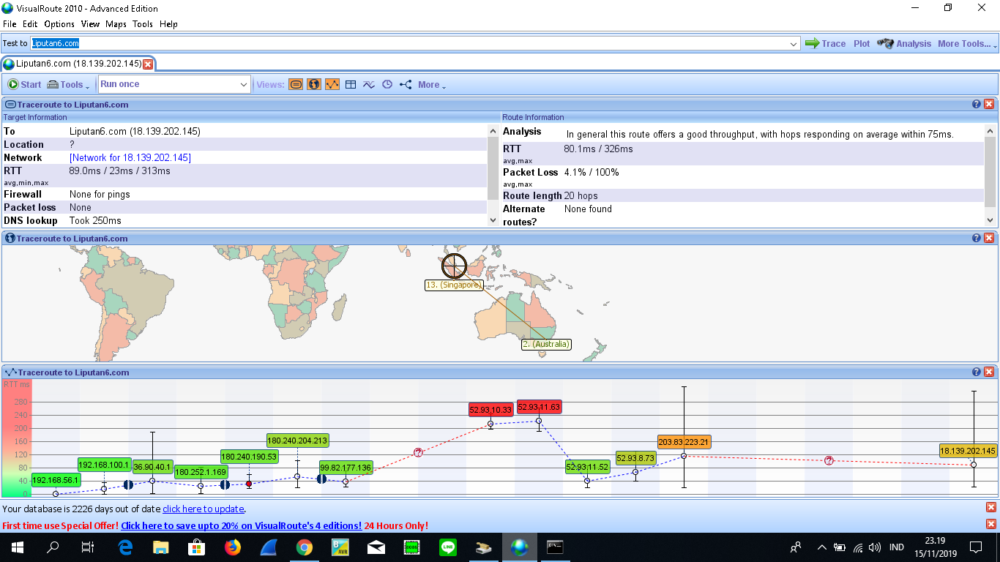 VisualRoute 2010 - Advanced Edition
File Edit Options View Maps Tools Help
Test to Liputan6.com Trace Plot Analysis More Tools...
Liputan6.com (18.139.202.145)
Start Tools Run once Views: More
Traceroute to Liputan6.com
Target Information
To Liputan6.com (18.139.202.145)
Location ?
Network [Network for 18.139.202.145]
RTT 89.0ms / 23ms / 313ms
avg,min,max
Firewall None for pings
Packet loss None
DNS lookup Took 250ms
Route Information
Analysis In general this route offers a good throughput, with hops responding on average within 75ms.
RTT 80.1ms / 326ms
avg,max
Packet Loss 4.1% / 100%
avg,max
Route length 20 hops
Alternate None found
routes?
Traceroute to Liputan6.com
13. (Singapore)
2. (Australia)
Traceroute to Liputan6.com
RTT ms
280
240
200
160
120
80
40
0
192.168.56.1
192.168.100.1
36.90.40.1
180.252.1.169
180.240.190.53
180.240.204.213
99.82.177.136
?
52.93.10.33
52.93.11.63
52.93.11.52
52.93.8.73
203.83.223.21
?
18.139.202.145
Your database is 2226 days out of date click here to update.
First time use Special Offer! Click here to save upto 20% on VisualRoute's 4 editions! 24 Hours Only!
IND
23.19
15/11/2019